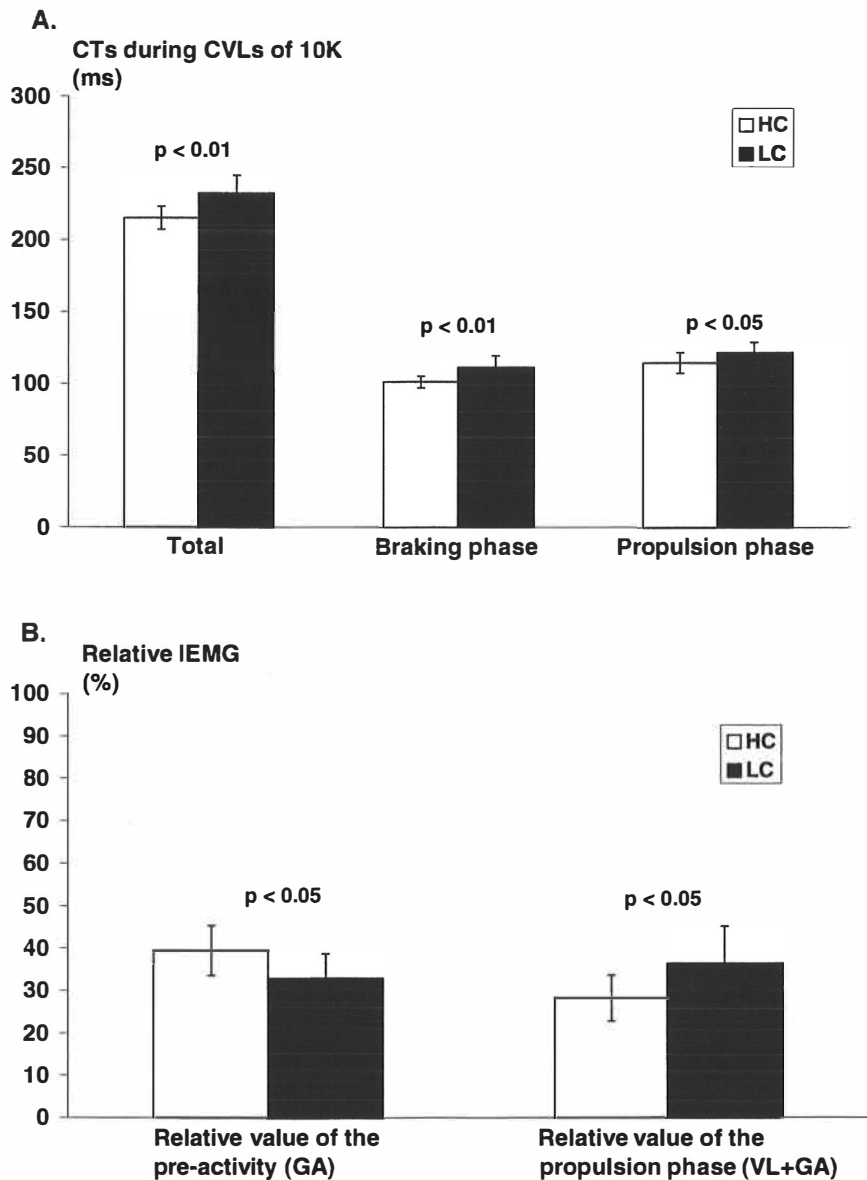 A.
CTs during CVLs of 10K
(ms)
300
250
200
150
100
50
0
HC
LC
p < 0.01
p < 0.01
p < 0.05
Total
Braking phase
Propulsion phase
B.
Relative IEMG
(%)
100
90
80
70
60
50
40
30
20
10
0
HC
LC
p < 0.05
p < 0.05
Relative value of the
pre-activity (GA)
Relative value of the
propulsion phase (VL+GA)